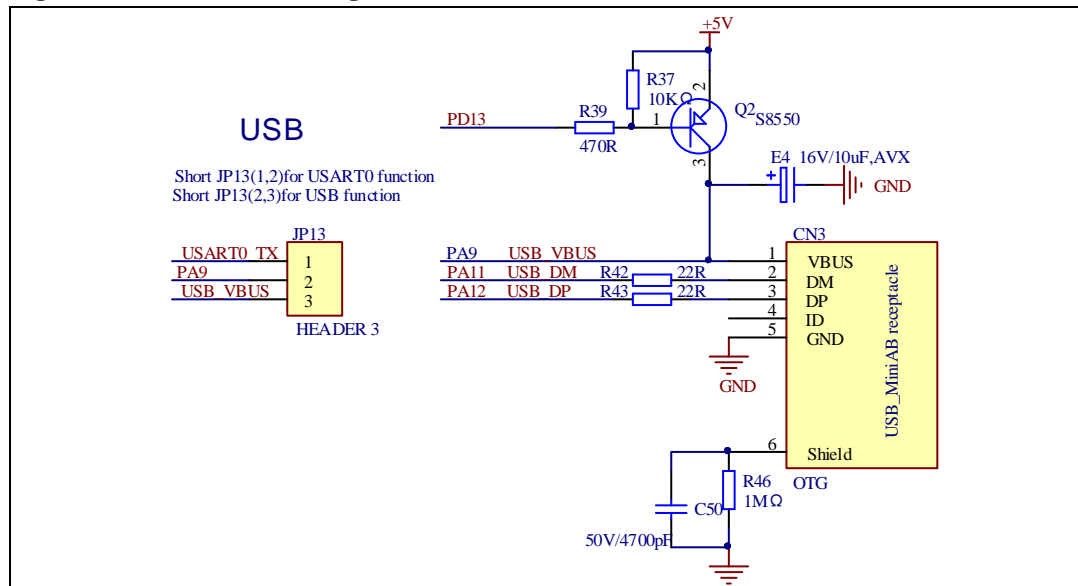 +5V
R37
10KΩ
2
Q2
S8550
PD13
R39
1
470R
3
USB
E4 16V/10uF,AVX
+
GND
Short JP13(1,2)for USART0 function
Short JP13(2,3)for USB function
JP13
USART0_TX
1
PA9
2
USB_VBUS
3
HEADER 3
CN3
PA9 USB_VBUS
1
VBUS
PA11 USB_DM R42 22R
2
DM
PA12 USB_DP R43 22R
3
DP
4
ID
5
GND
GND
USB_MiniAB receptacle
6
Shield
OTG
R46
1MΩ
C50
50V/4700pF